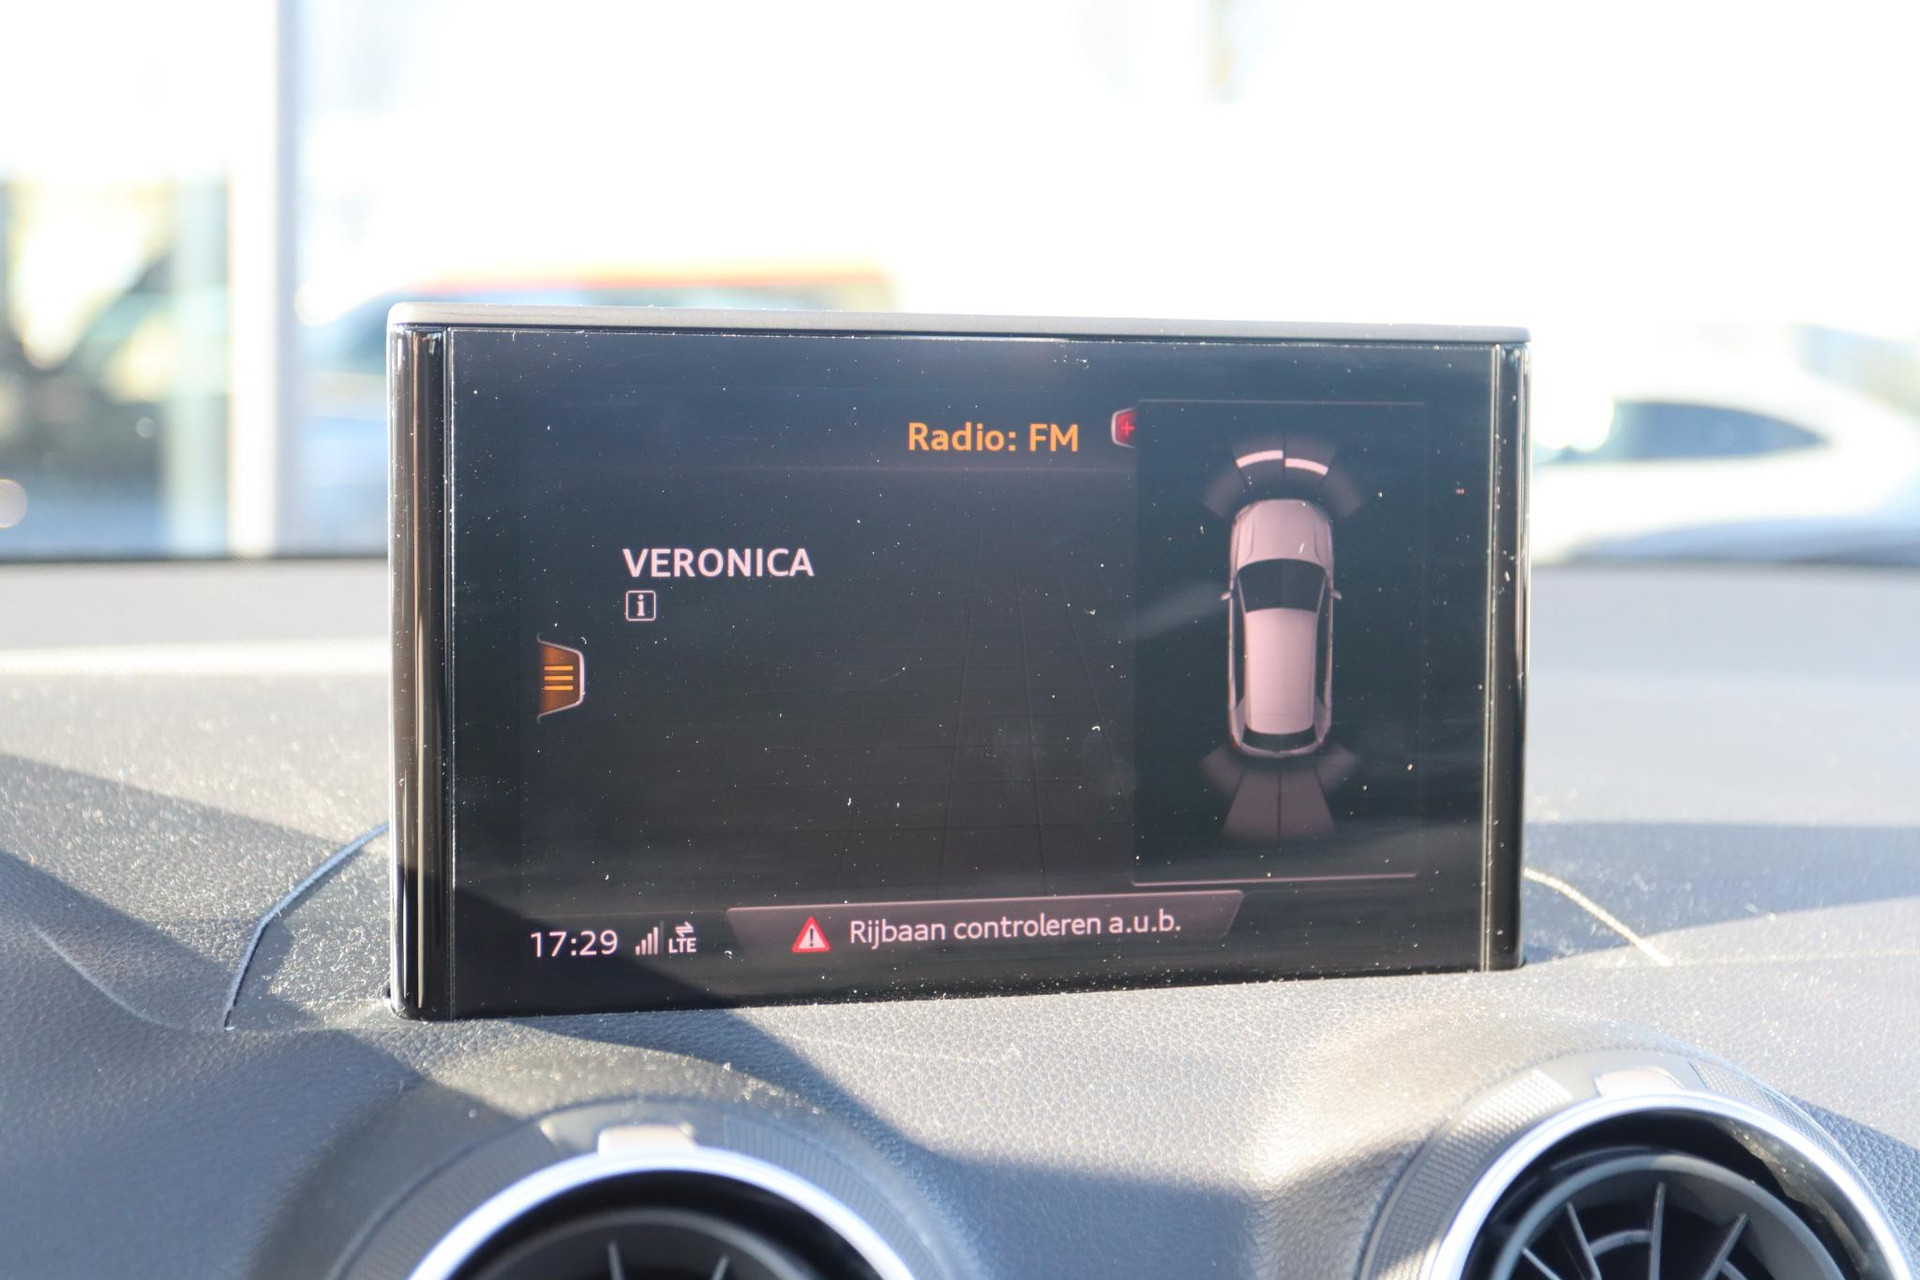 Radio: FM
VERONICA
i
17:29 LTE
Rijbaan controleren a.u.b.